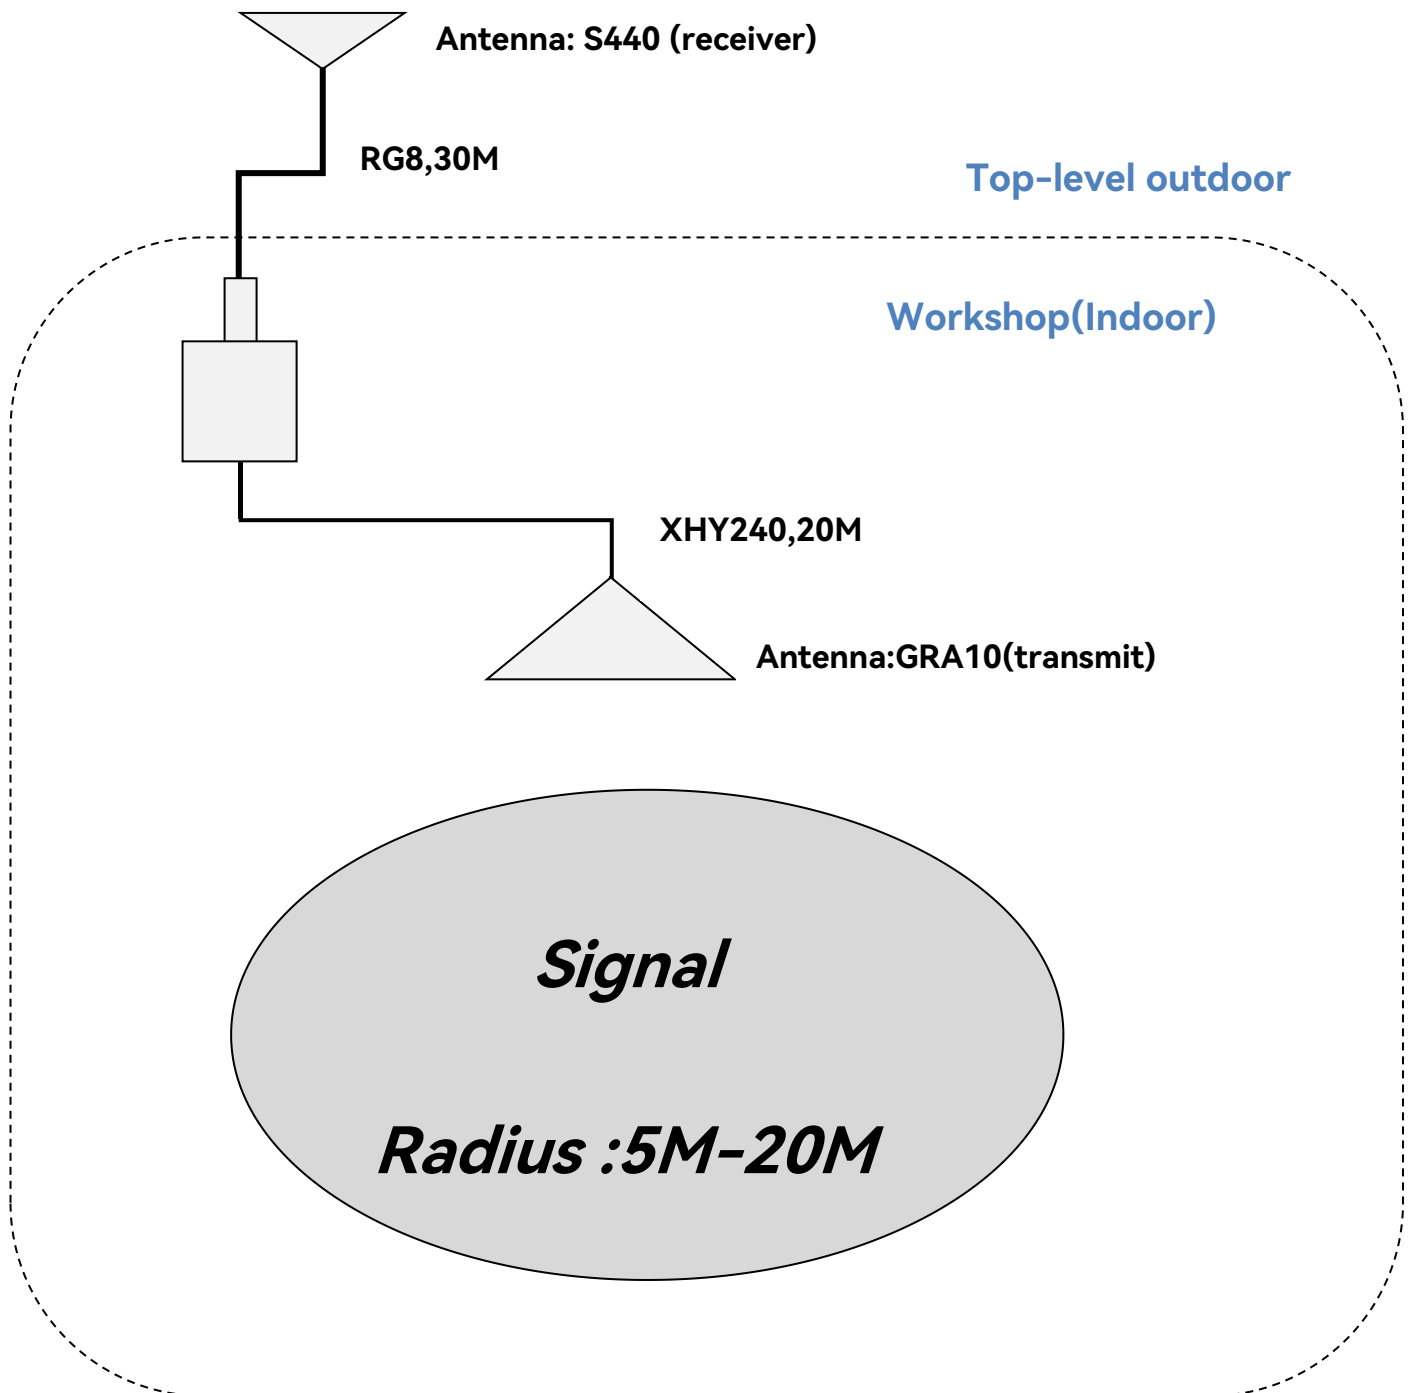 Antenna: S440 (receiver)
RG8,30M
Top-level outdoor
Workshop(Indoor)
XHY240,20M
Antenna:GRA10(transmit)
Signal
Radius :5M-20M